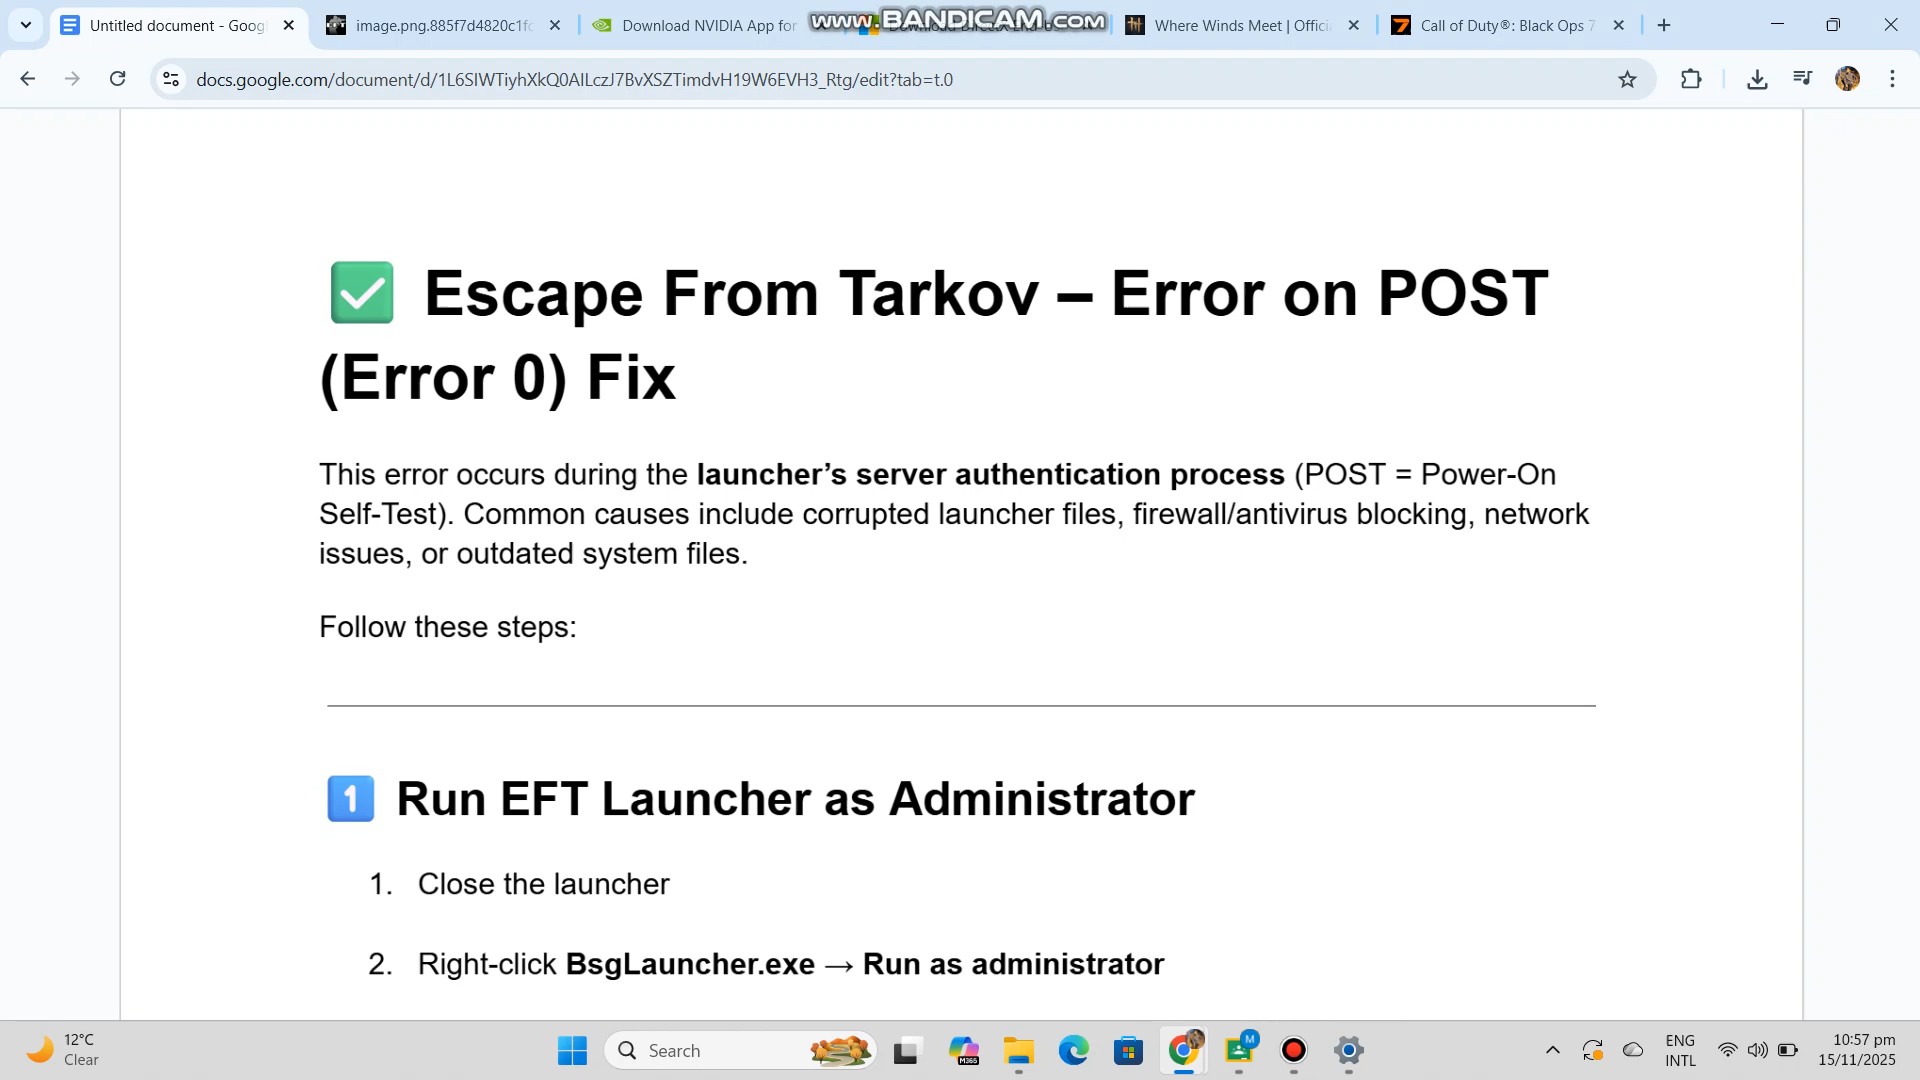 Untitled document - Goog
image.png.885f7d4820c1fc
Download NVIDIA App for
www.BANDICAM.com
Where Winds Meet | Offici
Call of Duty®: Black Ops 7
docs.google.com/document/d/1L6SIWTiyhXkQ0AILczJ7BvXSZTimdvH19W6EVH3_Rtg/edit?tab=t.0
✅ Escape From Tarkov – Error on POST
(Error 0) Fix
This error occurs during the launcher’s server authentication process (POST = Power-On
Self-Test). Common causes include corrupted launcher files, firewall/antivirus blocking, network
issues, or outdated system files.
Follow these steps:
1 Run EFT Launcher as Administrator
1. Close the launcher
2. Right-click BsgLauncher.exe → Run as administrator
12°C
Clear
Search
M365
M
ENG
INTL
10:57 pm
15/11/2025